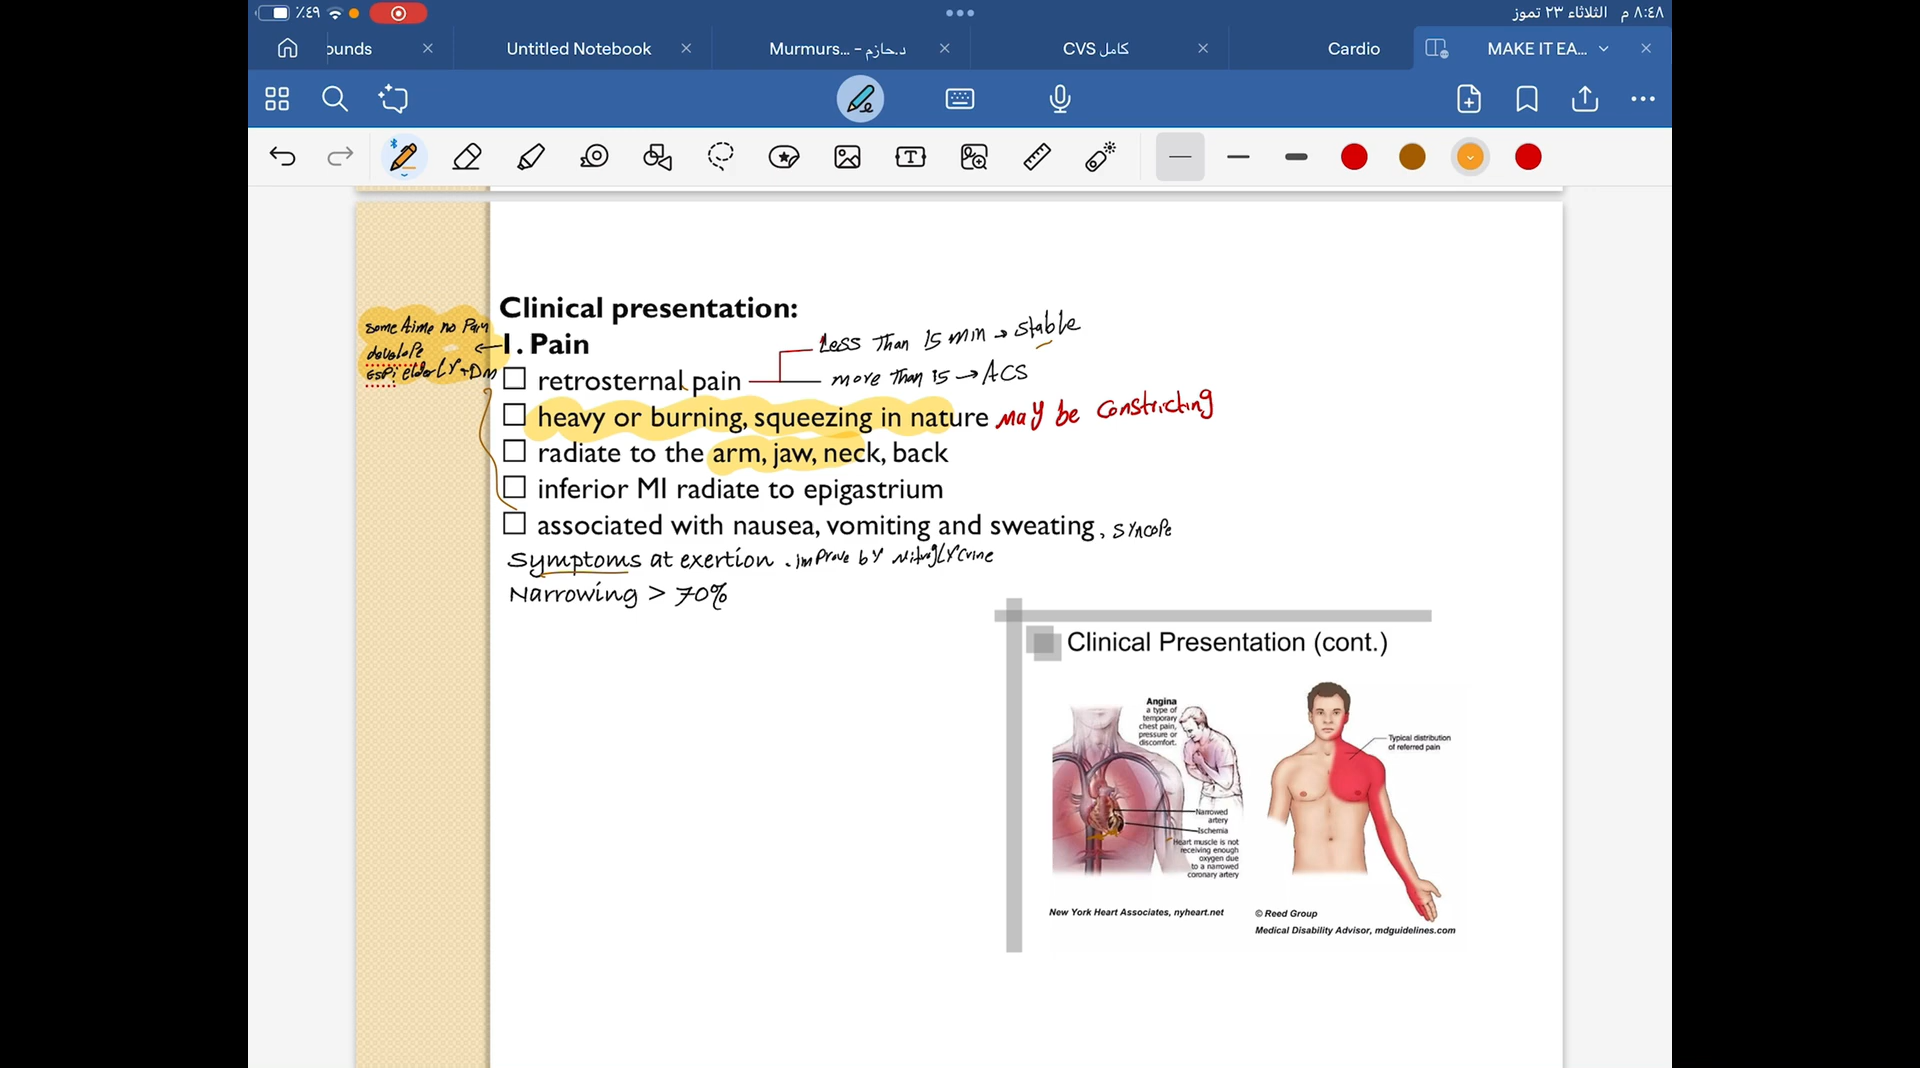 ٪٤٩
٨:٤٨ م الثلاثاء ٢٣ تموز
ounds
Untitled Notebook
Murmurs... – د.حازم
CVS كامل
Cardio
MAKE IT EA...
Clinical presentation:
some time no Pain
develope
esp: elderly + DM
1. Pain
Less Than 15 min → stable
retrosternal pain
more Than 15 → ACS
heavy or burning, squeezing in nature may be constricting
radiate to the arm, jaw, neck, back
inferior MI radiate to epigastrium
associated with nausea, vomiting and sweating, syncope
Symptoms at exertion . improve by
Narrowing > 70%
Clinical Presentation (cont.)
Angina
a type of
temporary
chest pain,
pressure or
discomfort.
Narrowed
artery
Ischemia
Heart muscle is not
receiving enough
oxygen due
to a narrowed
coronary artery
Typical distribution
of referred pain
New York Heart Associates, nyheart.net
© Reed Group
Medical Disability Advisor, mdguidelines.com